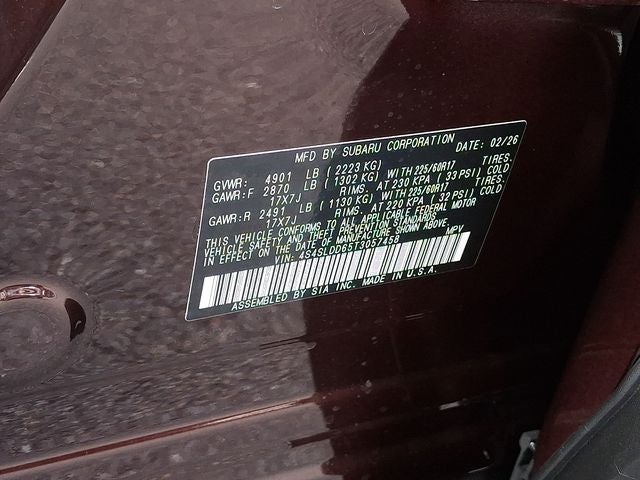 MFD BY SUBARU CORPORATION DATE: 02/26
GVWR: 4901 LB (2223 KG) TIRES.
GAWR:F 2870 LB (1302 KG) WITH 225/60R17
17X7J RIMS. AT 230 KPA (33 PSI) COLD
GAWR:R 2491 LB (1130 KG) WITH 225/60R17 TIRES.
17X7J RIMS. AT 220 KPA (32 PSI) COLD
THIS VEHICLE CONFORMS TO ALL APPLICABLE FEDERAL MOTOR
VEHICLE SAFETY AND THEFT PREVENTION STANDARDS
IN EFFECT ON THE DATE OF MANUFACTURE SHOWN ABOVE.
VIN: 4S4SLDD65T3057458 MPV
ASSEMBLED BY SIA INC. MADE IN U.S.A.